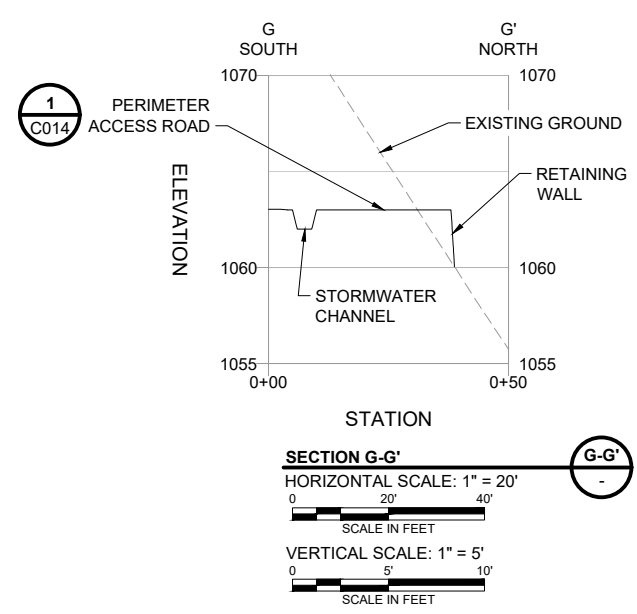 G
SOUTH
G'
NORTH
1070
1070
1
C014
PERIMETER
ACCESS ROAD
EXISTING GROUND
RETAINING
WALL
ELEVATION
1060
1060
STORMWATER
CHANNEL
1055
1055
0+00
0+50
STATION
SECTION G-G'
G-G'
-
HORIZONTAL SCALE: 1" = 20'
0 20' 40'
SCALE IN FEET
VERTICAL SCALE: 1" = 5'
0 5' 10'
SCALE IN FEET